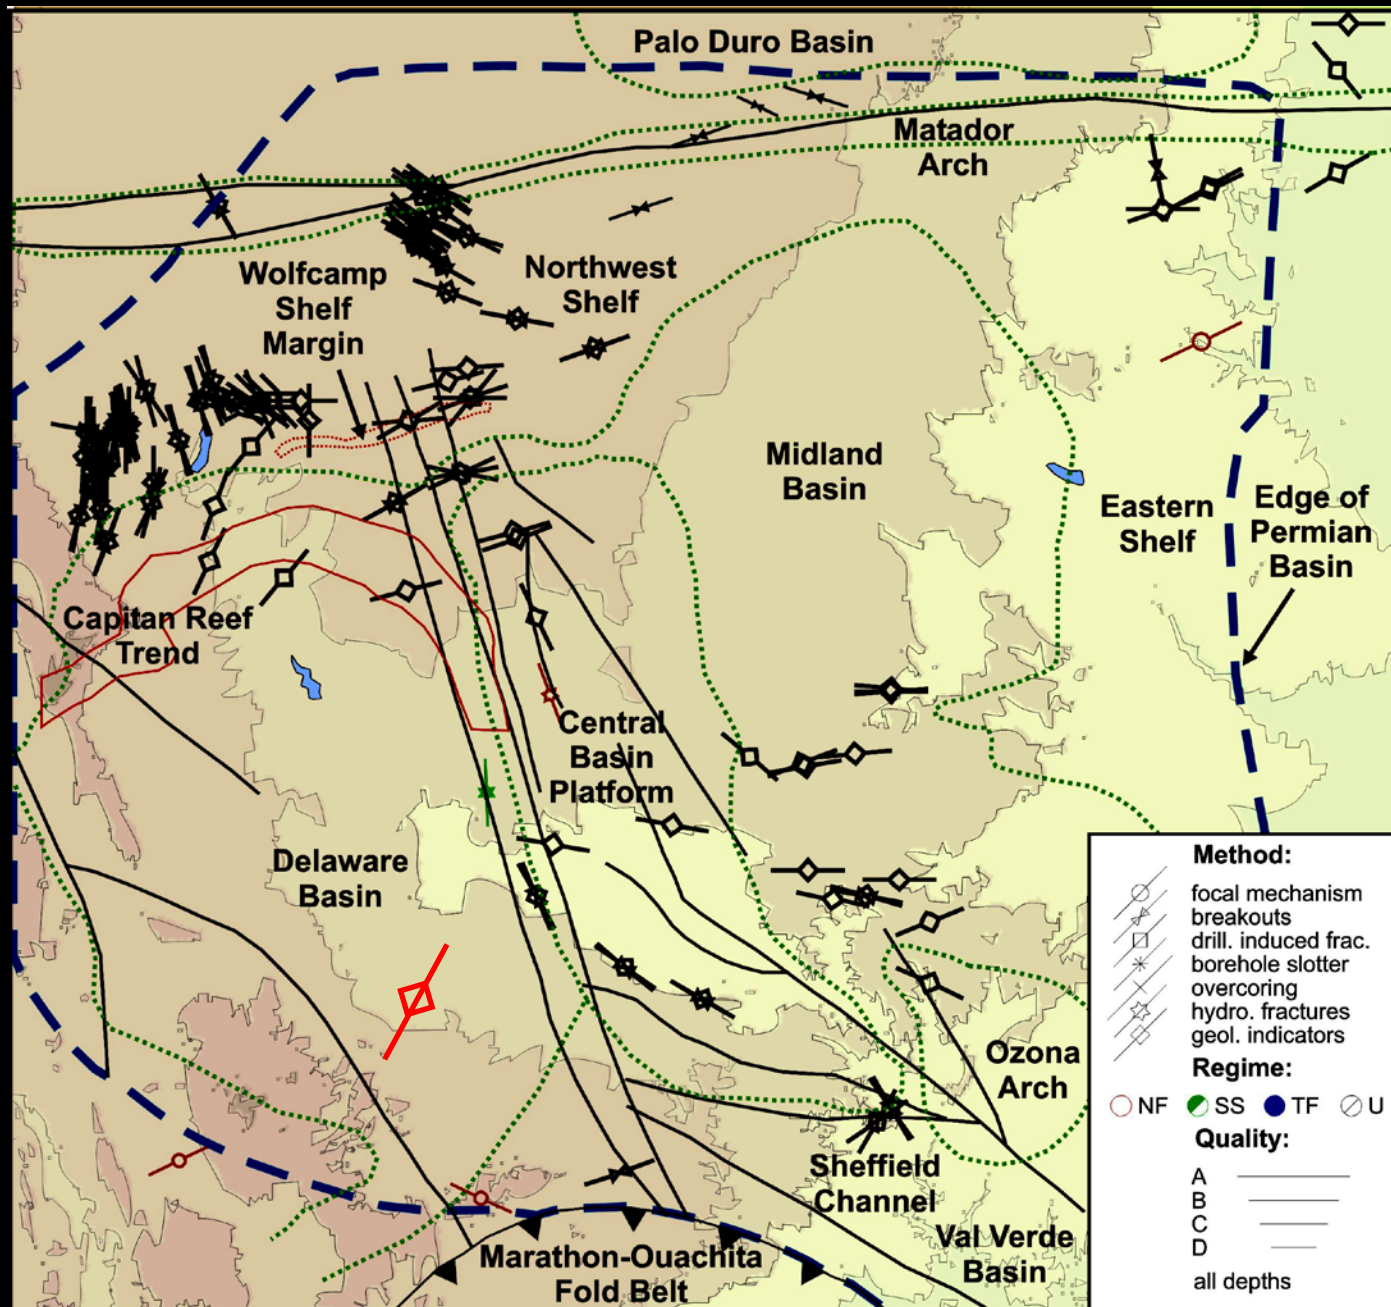 Palo Duro Basin
Matador
Arch
Wolfcamp
Shelf
Margin
Northwest
Shelf
Midland
Basin
Eastern
Shelf
Edge of
Permian
Basin
Capitan Reef
Trend
Central
Basin
Platform
Delaware
Basin
Ozona
Arch
Sheffield
Channel
Val Verde
Basin
Marathon-Ouachita
Fold Belt
Method:
focal mechanism
breakouts
drill. induced frac.
borehole slotter
overcoring
hydro. fractures
geol. indicators
Regime:
NF SS TF U
Quality:
A
B
C
D
all depths